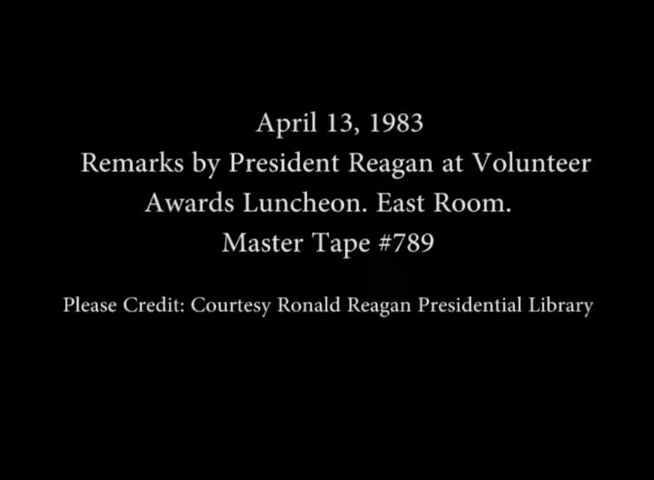 April 13, 1983
Remarks by President Reagan at Volunteer
Awards Luncheon. East Room.
Master Tape #789
Please Credit: Courtesy Ronald Reagan Presidential Library